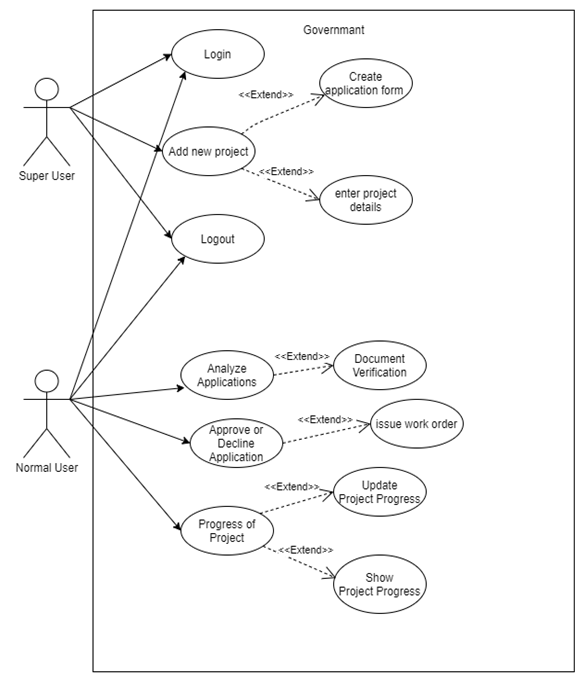 Governmant
Login
Create
application form
<<Extend>>
Add new project
<<Extend>>
Super User
enter project
details
Logout
<<Extend>>
Document
Verification
Analyze
Applications
<<Extend>>
issue work order
Approve or
Decline
Application
Normal User
Update
Project Progress
<<Extend>>
Progress of
Project
<<Extend>>
Show
Project Progress